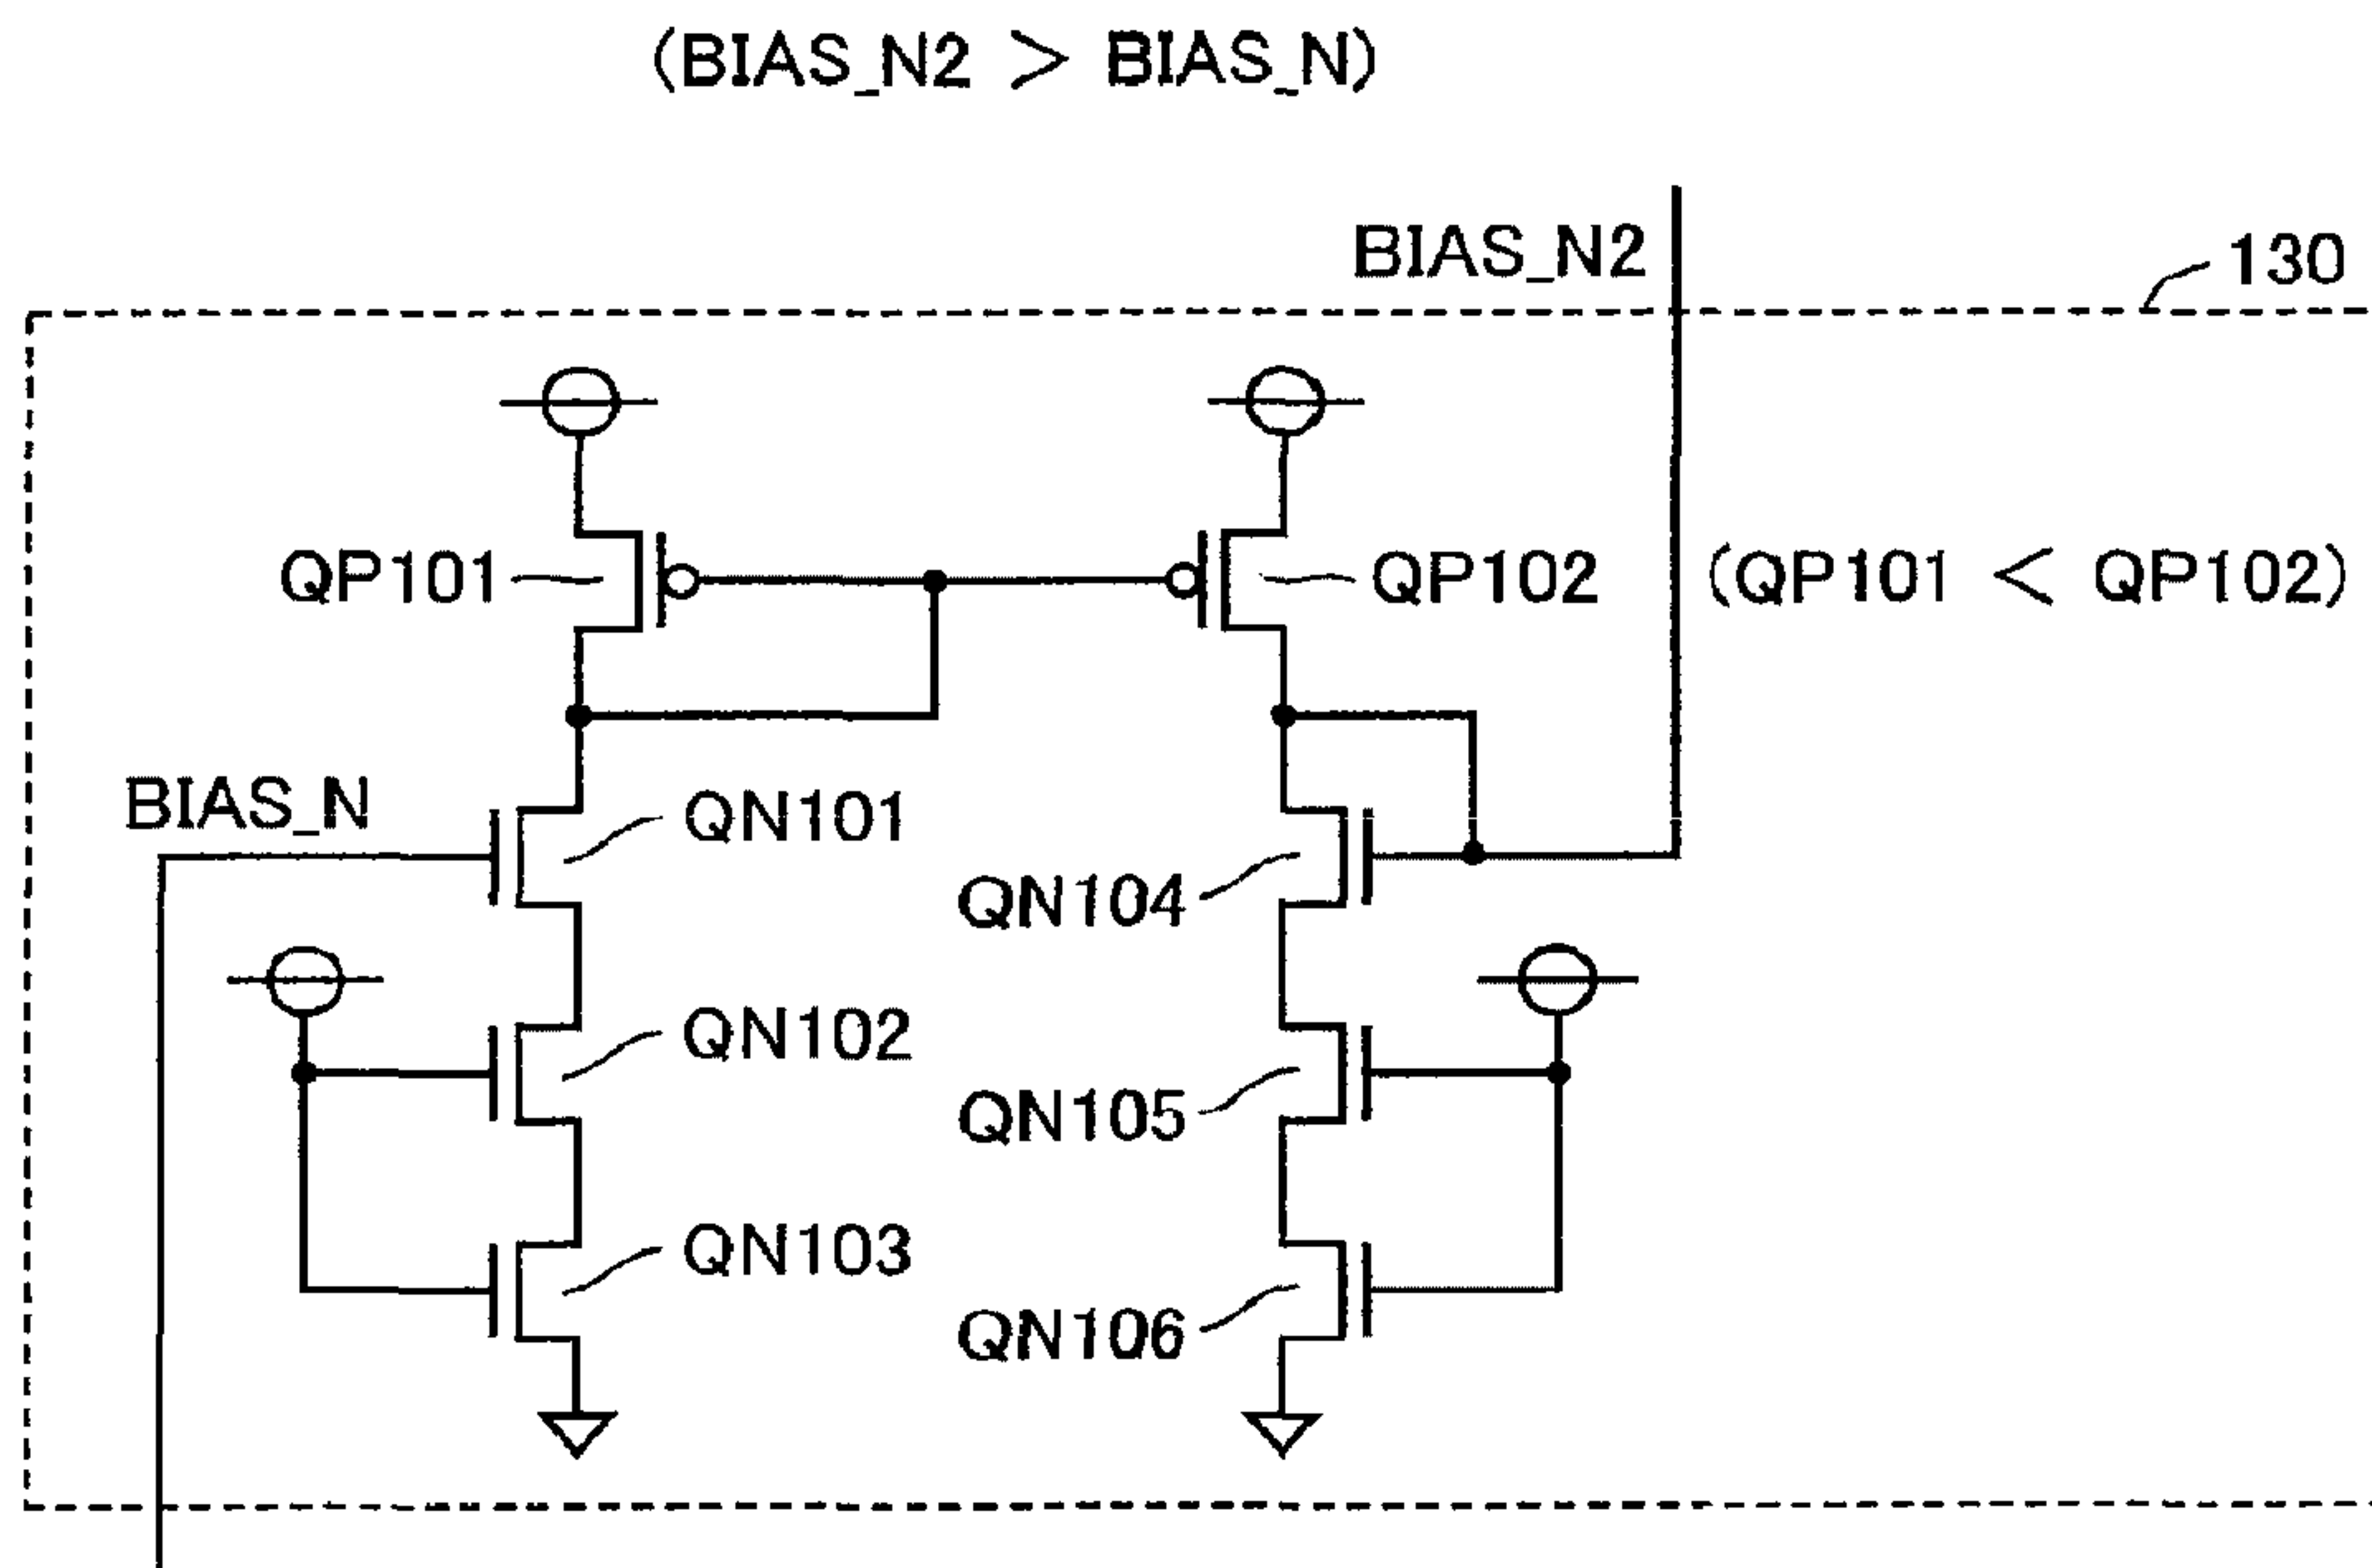 (BIAS_N2 > BIAS_N)
BIAS_N2
130
QP101
QP102
(QP101 < QP102)
BIAS_N
QN101
QN104
QN102
QN105
QN103
QN106